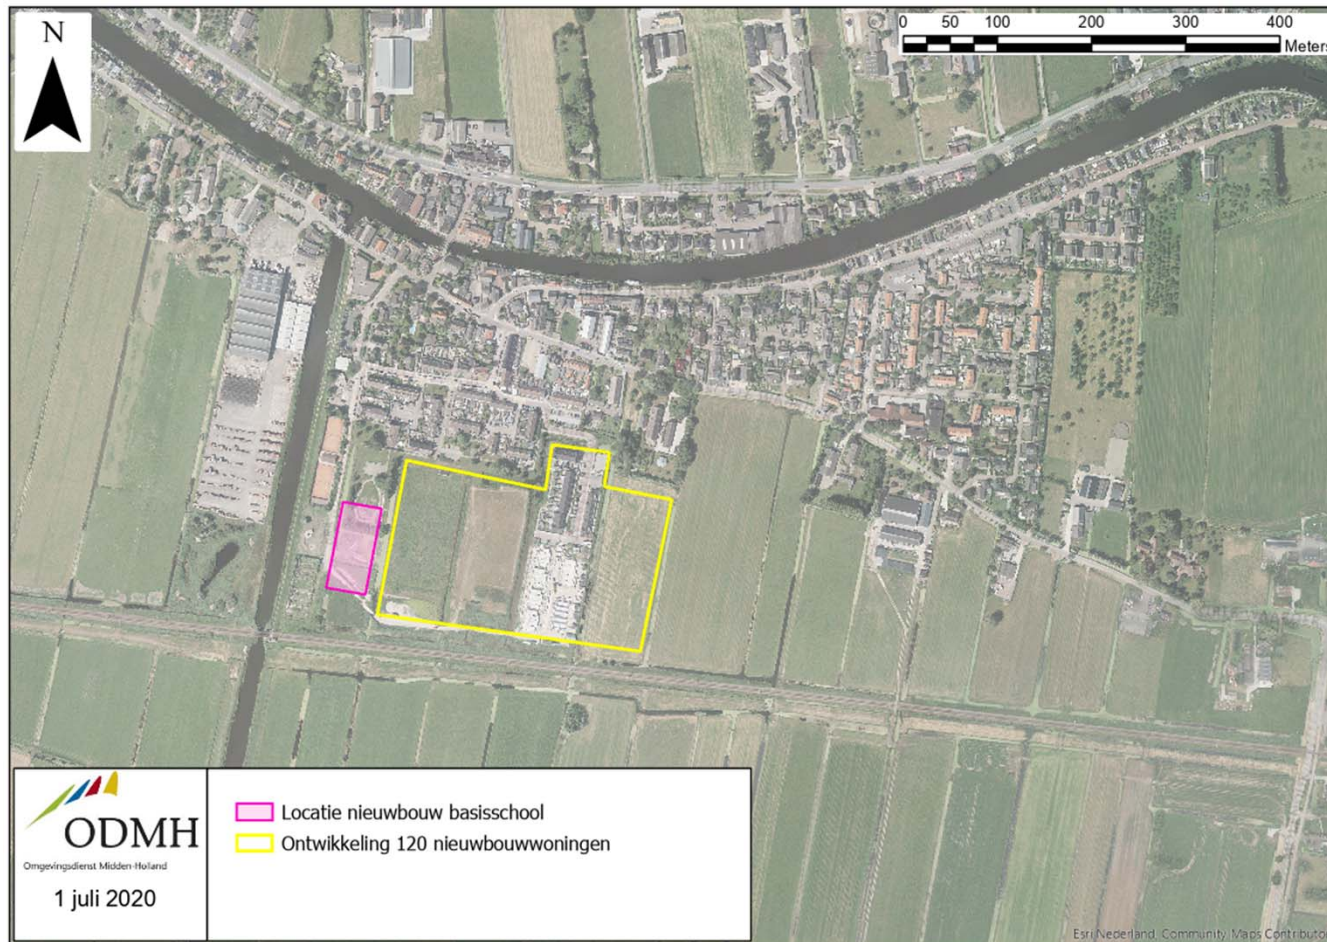 N
0 50 100 200 300 400
Meters
ODMH
Omgevingsdienst Midden-Holland
1 juli 2020
Locatie nieuwbouw basisschool
Ontwikkeling 120 nieuwbouwwoningen
Esri Nederland, Community Maps Contributo